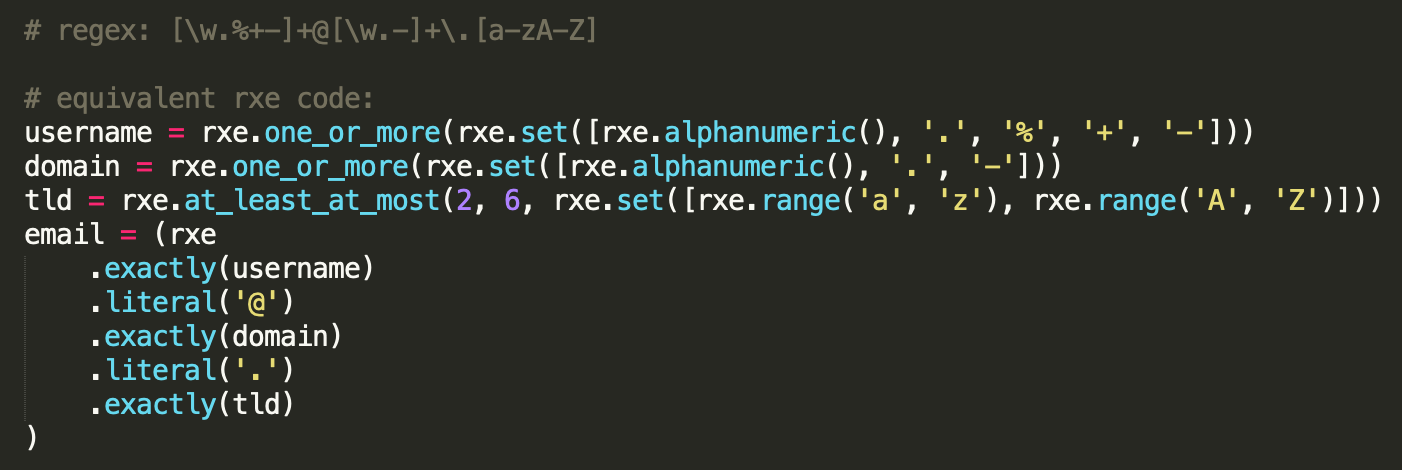 # regex: [\w.%+-]+@[\w.-]+\.[a-zA-Z]

# equivalent rxe code:
username = rxe.one_or_more(rxe.set([rxe.alphanumeric(), '.', '%', '+', '-']))
domain = rxe.one_or_more(rxe.set([rxe.alphanumeric(), '.', '-']))
tld = rxe.at_least_at_most(2, 6, rxe.set([rxe.range('a', 'z'), rxe.range('A', 'Z')]))
email = (rxe
    .exactly(username)
    .literal('@')
    .exactly(domain)
    .literal('.')
    .exactly(tld)
)